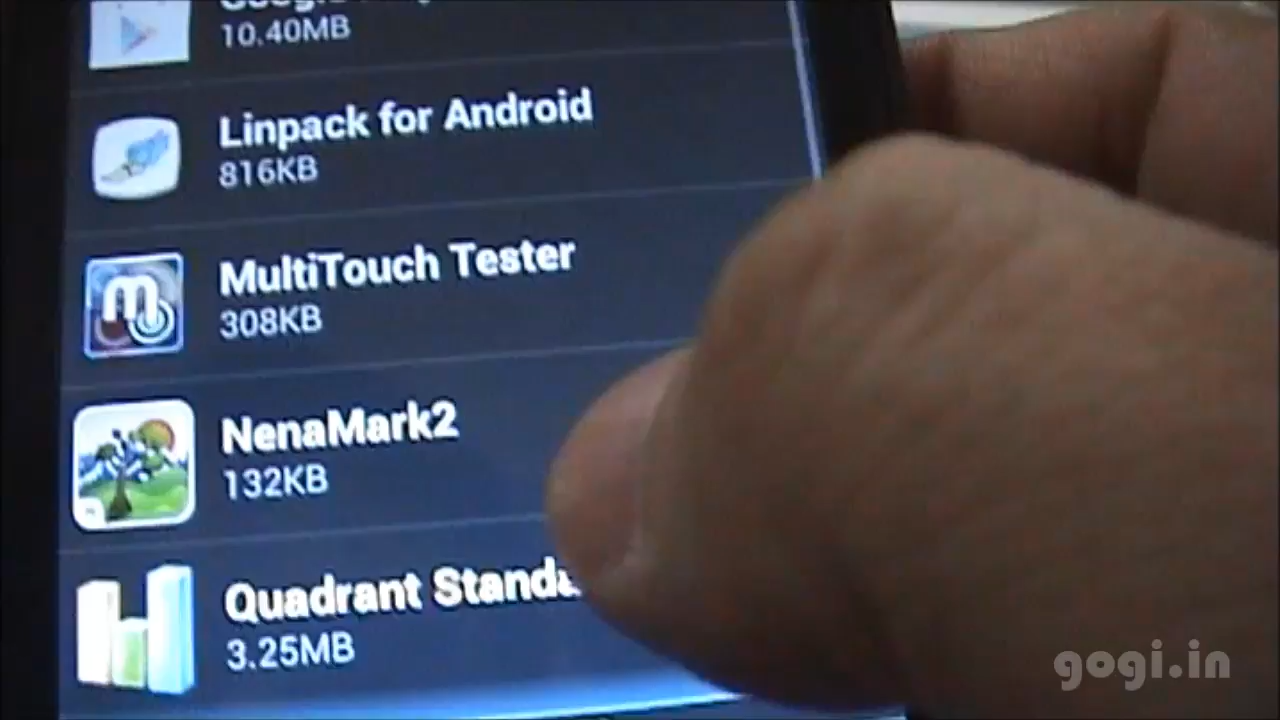 10.40MB
Linpack for Android
816KB
MultiTouch Tester
308KB
NenaMark2
132KB
Quadrant Standa
3.25MB
gogi.in